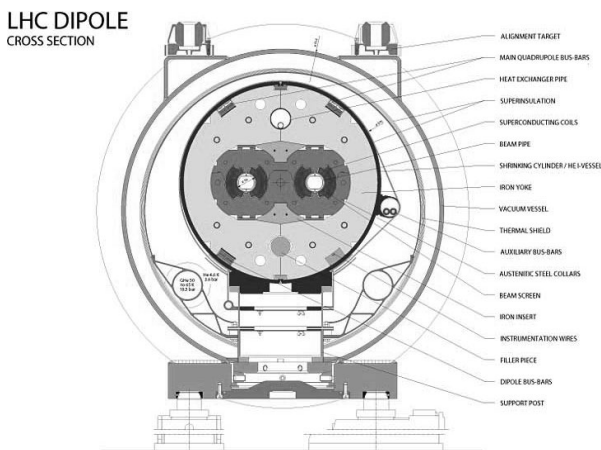 LHC DIPOLE
CROSS SECTION
ALIGNMENT TARGET
MAIN QUADRUPOLE BUS-BARS
HEAT EXCHANGER PIPE
SUPERINSULATION
SUPERCONDUCTING COILS
BEAM PIPE
SHRINKING CYLINDER / HE I-VESSEL
IRON YOKE
VACUUM VESSEL
THERMAL SHIELD
AUXILIARY BUS-BARS
AUSTENITIC STEEL COLLARS
BEAM SCREEN
IRON INSERT
INSTRUMENTATION WIRES
FILLER PIECE
DIPOLE BUS-BARS
SUPPORT POST